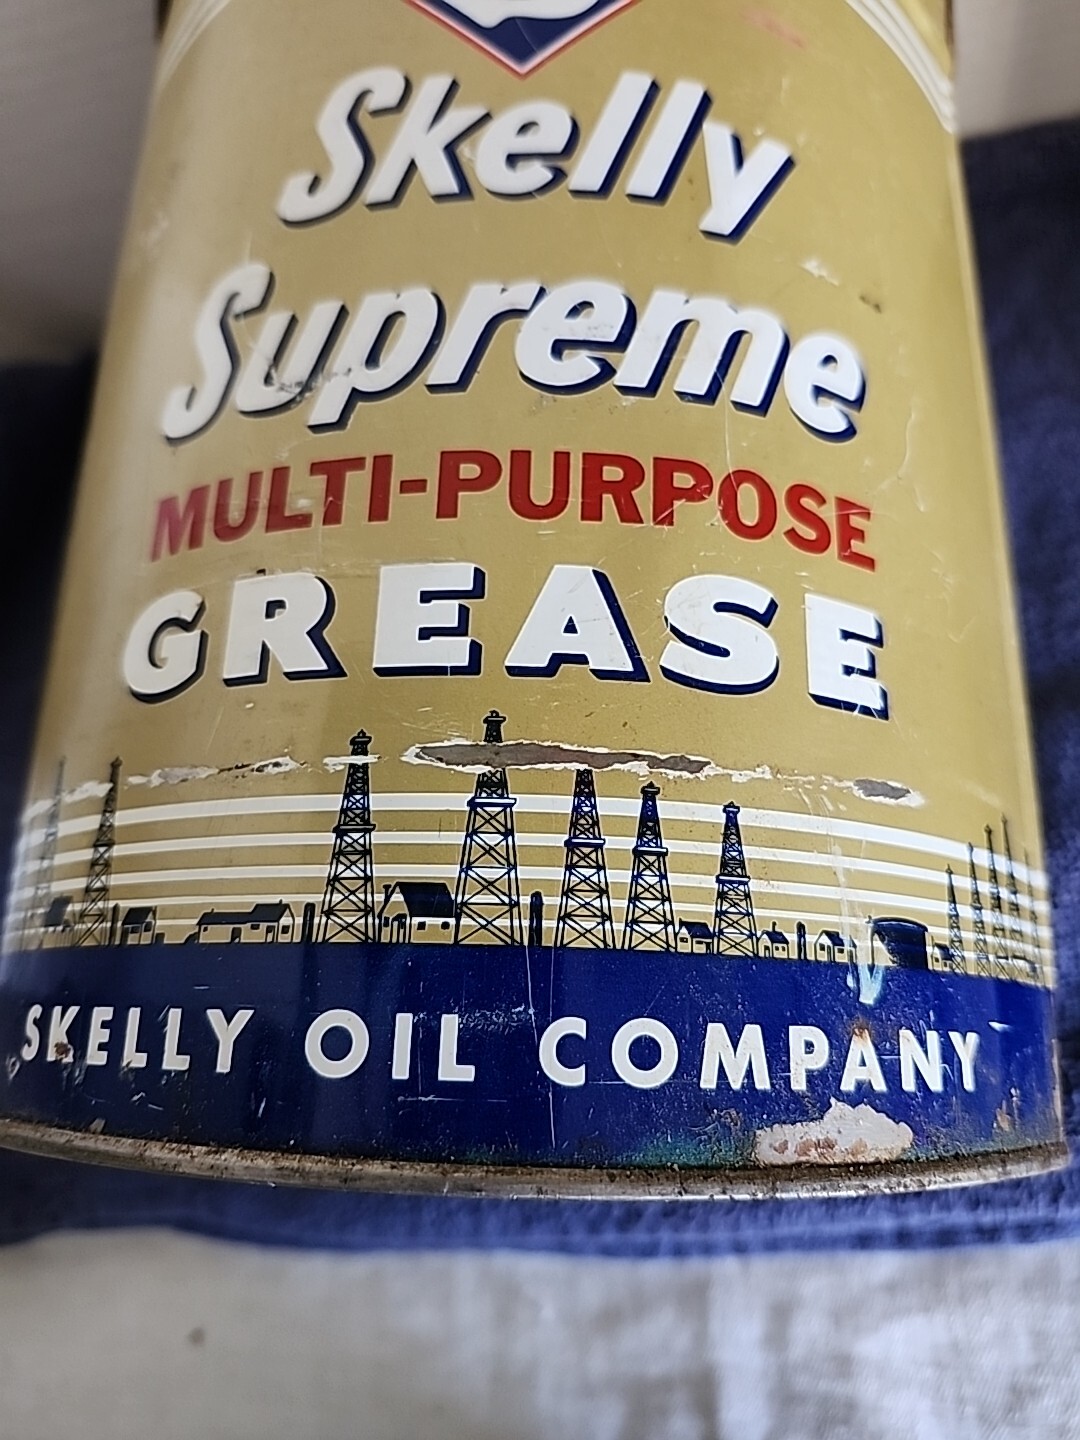 Skelly
Supreme
MULTI-PURPOSE
GREASE
SKELLY OIL COMPANY